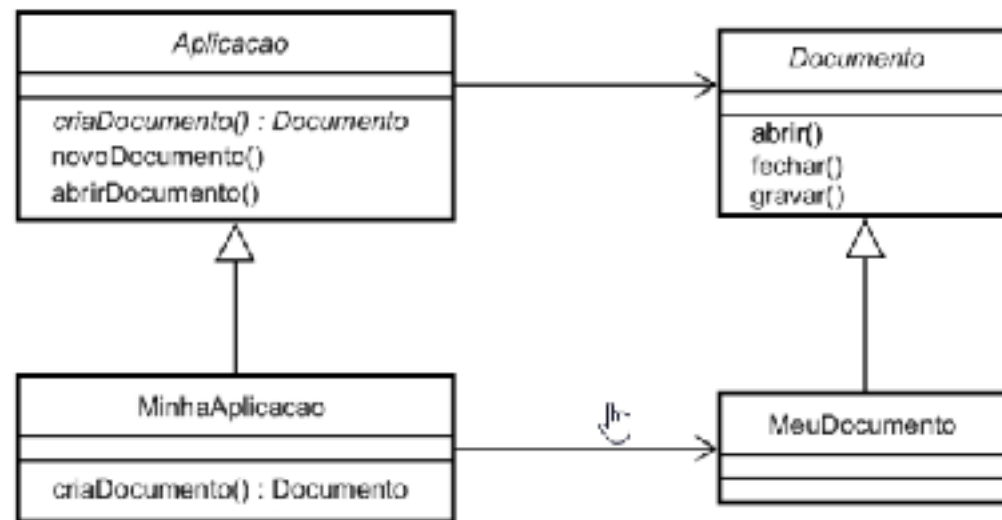 Aplicacao
criaDocumento() : Documento
novoDocumento()
abrirDocumento()
Documento
abrir()
fechar()
gravar()
MinhaAplicacao
criaDocumento() : Documento
MeuDocumento